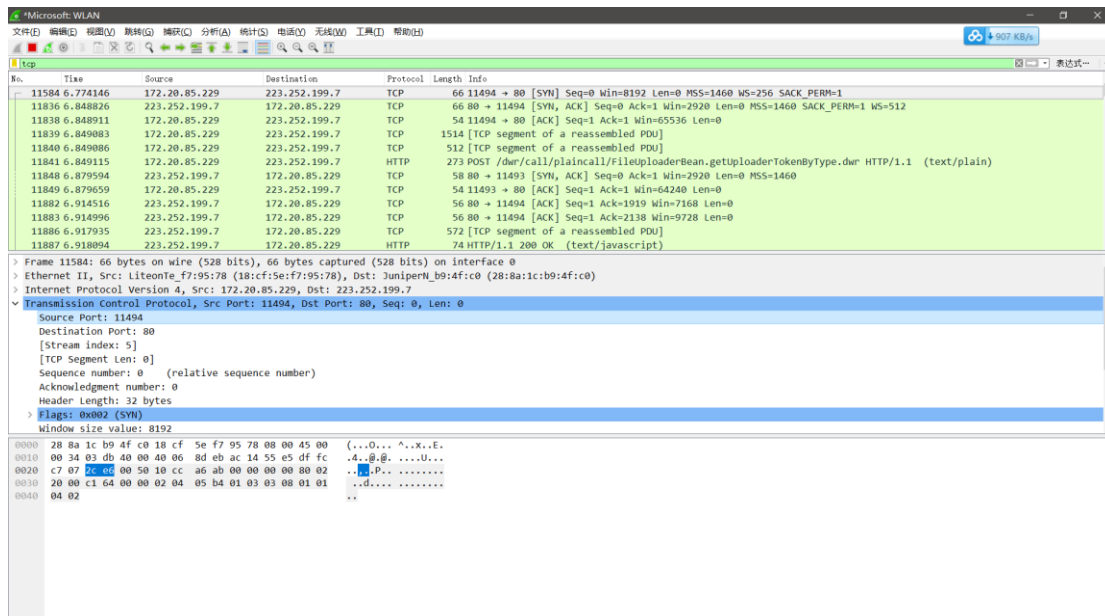 *Microsoft: WLAN
文件(F) 编辑(E) 视图(V) 跳转(G) 捕获(C) 分析(A) 统计(S) 电话(Y) 无线(W) 工具(T) 帮助(H)
907 KB/s
tcp 表达式…
No. Time Source Destination Protocol Length Info
11584 6.774146 172.20.85.229 223.252.199.7 TCP 66 11494 → 80 [SYN] Seq=0 Win=8192 Len=0 MSS=1460 WS=256 SACK_PERM=1
11836 6.848826 223.252.199.7 172.20.85.229 TCP 66 80 → 11494 [SYN, ACK] Seq=0 Ack=1 Win=2920 Len=0 MSS=1460 SACK_PERM=1 WS=512
11838 6.848911 172.20.85.229 223.252.199.7 TCP 54 11494 → 80 [ACK] Seq=1 Ack=1 Win=65536 Len=0
11839 6.849083 172.20.85.229 223.252.199.7 TCP 1514 [TCP segment of a reassembled PDU]
11840 6.849086 172.20.85.229 223.252.199.7 TCP 512 [TCP segment of a reassembled PDU]
11841 6.849115 172.20.85.229 223.252.199.7 HTTP 273 POST /dwr/call/plaincall/FileUploaderBean.getUploaderTokenByType.dwr HTTP/1.1 (text/plain)
11848 6.879594 223.252.199.7 172.20.85.229 TCP 58 80 → 11493 [SYN, ACK] Seq=0 Ack=1 Win=2920 Len=0 MSS=1460
11849 6.879659 172.20.85.229 223.252.199.7 TCP 54 11493 → 80 [ACK] Seq=1 Ack=1 Win=64240 Len=0
11882 6.914516 223.252.199.7 172.20.85.229 TCP 56 80 → 11494 [ACK] Seq=1 Ack=1919 Win=7168 Len=0
11883 6.914996 223.252.199.7 172.20.85.229 TCP 56 80 → 11494 [ACK] Seq=1 Ack=2138 Win=9728 Len=0
11886 6.917935 223.252.199.7 172.20.85.229 TCP 572 [TCP segment of a reassembled PDU]
11887 6.918094 223.252.199.7 172.20.85.229 HTTP 74 HTTP/1.1 200 OK (text/javascript)
Frame 11584: 66 bytes on wire (528 bits), 66 bytes captured (528 bits) on interface 0
Ethernet II, Src: LiteonTe_f7:95:78 (18:cf:5e:f7:95:78), Dst: JuniperN_b9:4f:c0 (28:8a:1c:b9:4f:c0)
Internet Protocol Version 4, Src: 172.20.85.229, Dst: 223.252.199.7
Transmission Control Protocol, Src Port: 11494, Dst Port: 80, Seq: 0, Len: 0
Source Port: 11494
Destination Port: 80
[Stream index: 5]
[TCP Segment Len: 0]
Sequence number: 0 (relative sequence number)
Acknowledgment number: 0
Header Length: 32 bytes
Flags: 0x002 (SYN)
Window size value: 8192
0000 28 8a 1c b9 4f c0 18 cf 5e f7 95 78 08 00 45 00 (...O... ^..x..E.
0010 00 34 03 db 40 00 40 06 8d eb ac 14 55 e5 df fc .4..@.@. ....U...
0020 c7 07 2c e6 00 50 10 cc a6 ab 00 00 00 00 80 02 ..,..P.. ........
0030 20 00 c1 64 00 00 02 04 05 b4 01 03 03 08 01 01 ..d.... ........
0040 04 02 ..